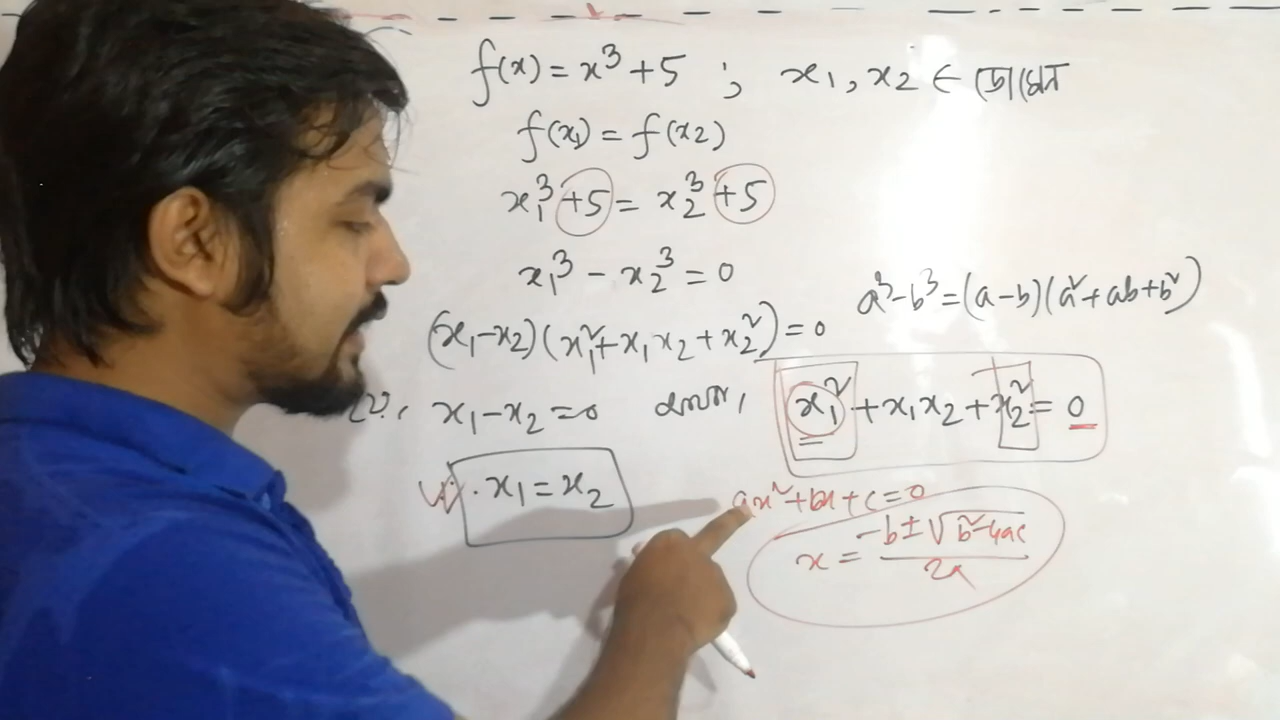 f(x) = x³ + 5 ; x₁, x₂ ∈ ডোমেন
f(x₁) = f(x₂)
x₁³ + 5 = x₂³ + 5
x₁³ − x₂³ = 0
a³ − b³ = (a − b)(a² + ab + b²)
(x₁ − x₂)(x₁² + x₁x₂ + x₂²) = 0
x₁ − x₂ = 0 অথবা, x₁² + x₁x₂ + x₂² = 0
∴ x₁ = x₂
ax² + bx + c = 0
x = (−b ± √(b² − 4ac)) / 2a